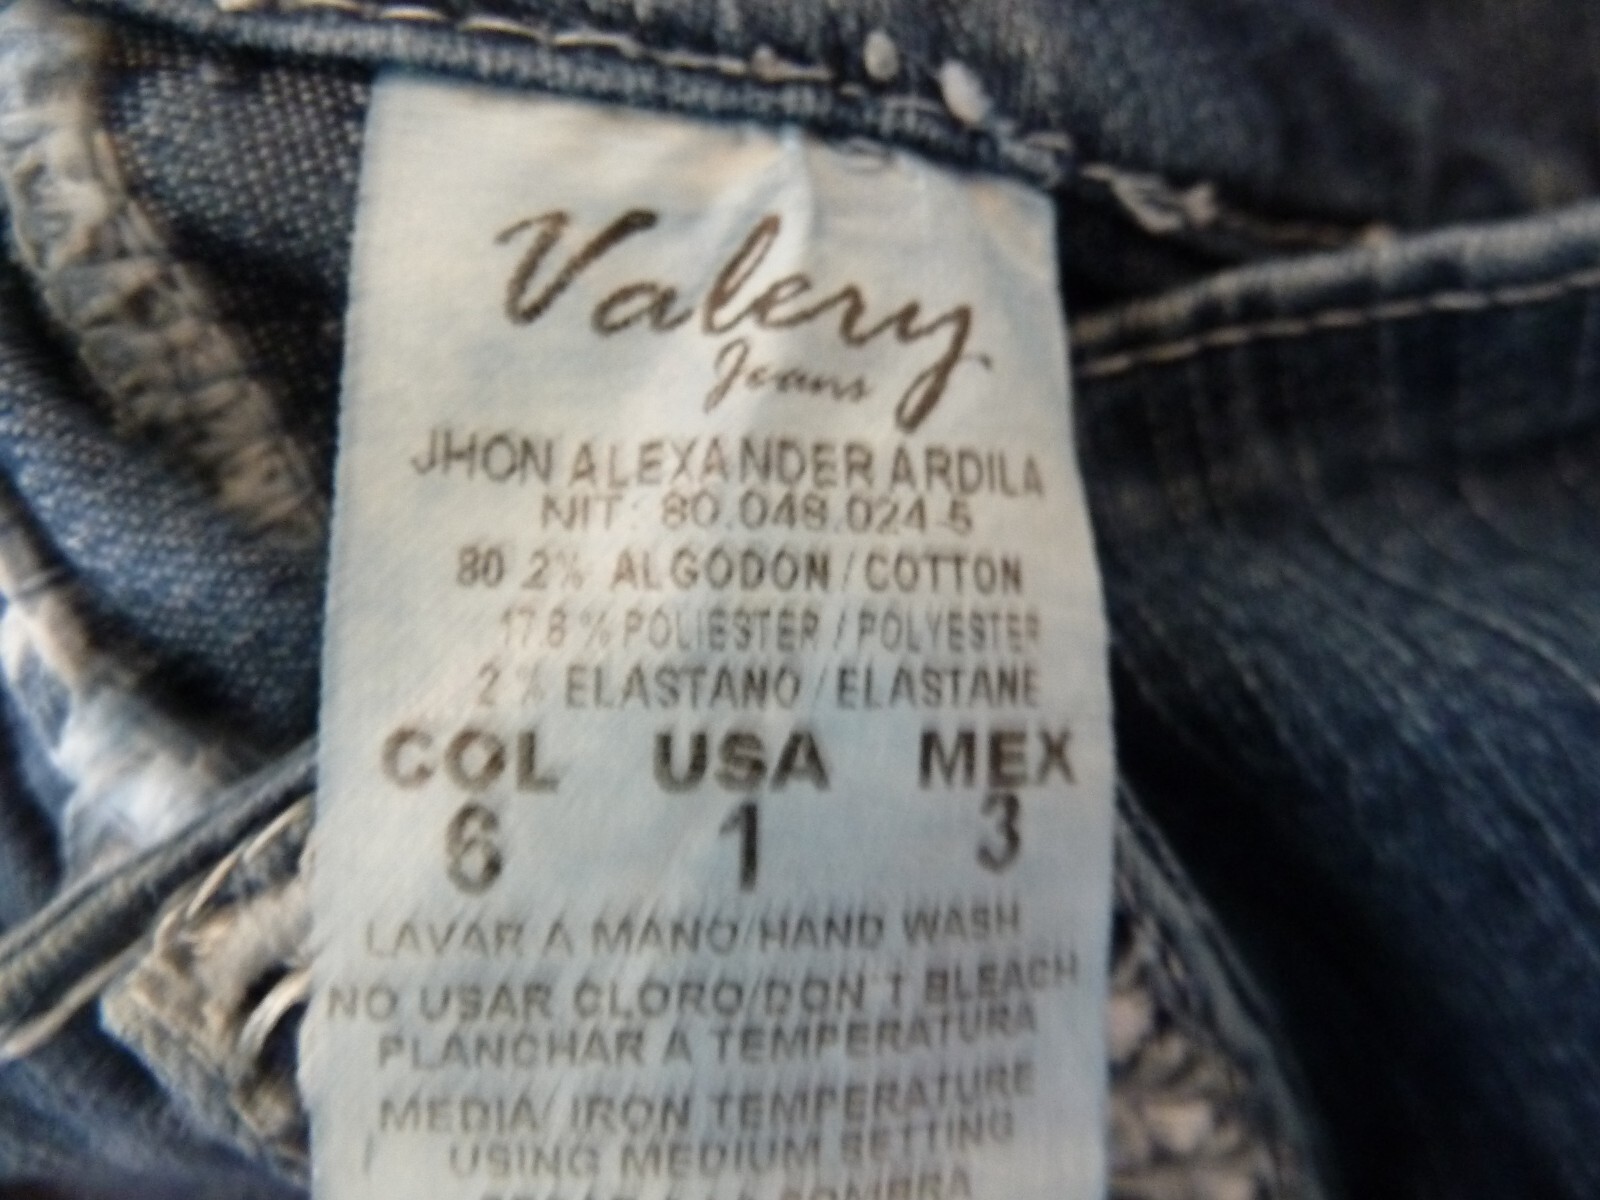 Valery
Jeans
JHON ALEXANDER ARDILA
NIT: 80.048.024-5
80.2% ALGODON / COTTON
17.8 % POLIESTER / POLYESTER
2 % ELASTANO / ELASTANE
COL USA MEX
6 1 3
LAVAR A MANO/HAND WASH
NO USAR CLORO/DON'T BLEACH
PLANCHAR A TEMPERATURA
MEDIA/ IRON TEMPERATURE
USING MEDIUM SETTING
SOMBRA